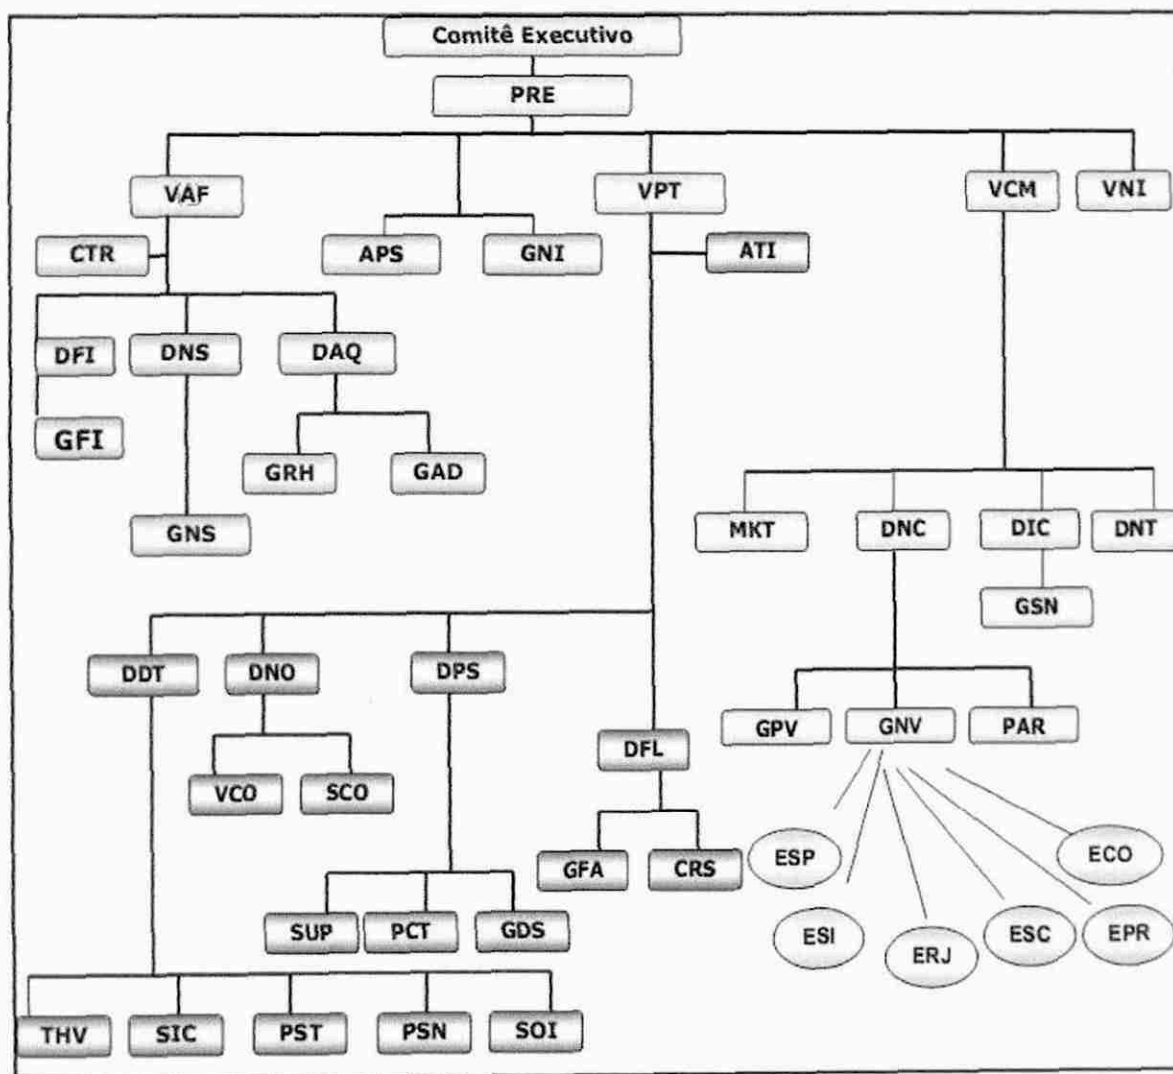 Comitê Executivo
PRE
VAF
VPT
VCM
VNI
CTR
APS
GNI
ATI
DFI
DNS
DAQ
GFI
GRH
GAD
GNS
MKT
DNC
DIC
DNT
GSN
DDT
DNO
DPS
DFL
GPV
GNV
PAR
VCO
SCO
GFA
CRS
ESP
ECO
SUP
PCT
GDS
ESI
ERJ
ESC
EPR
THV
SIC
PST
PSN
SOI